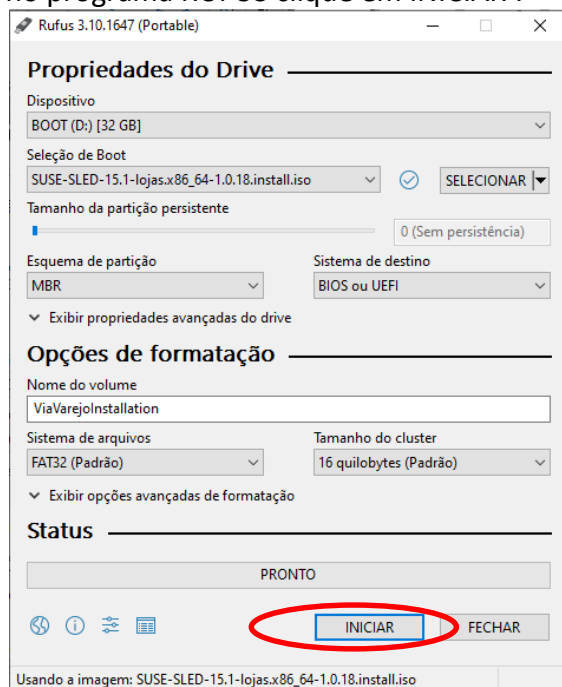 Rufus 3.10.1647 (Portable)
Propriedades do Drive
Dispositivo
BOOT (D:) [32 GB]
Seleção de Boot
SUSE-SLED-15.1-lojas.x86_64-1.0.18.install.iso
SELECIONAR
Tamanho da partição persistente
0 (Sem persistência)
Esquema de partição Sistema de destino
MBR BIOS ou UEFI
Exibir propriedades avançadas do drive
Opções de formatação
Nome do volume
ViaVarejoInstallation
Sistema de arquivos Tamanho do cluster
FAT32 (Padrão) 16 quilobytes (Padrão)
Exibir opções avançadas de formatação
Status
PRONTO
INICIAR FECHAR
Usando a imagem: SUSE-SLED-15.1-lojas.x86_64-1.0.18.install.iso